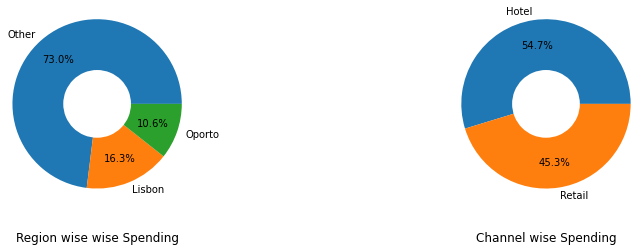 Other
73.0%
10.6%
Oporto
16.3%
Lisbon
Region wise wise Spending
Hotel
54.7%
45.3%
Retail
Channel wise Spending